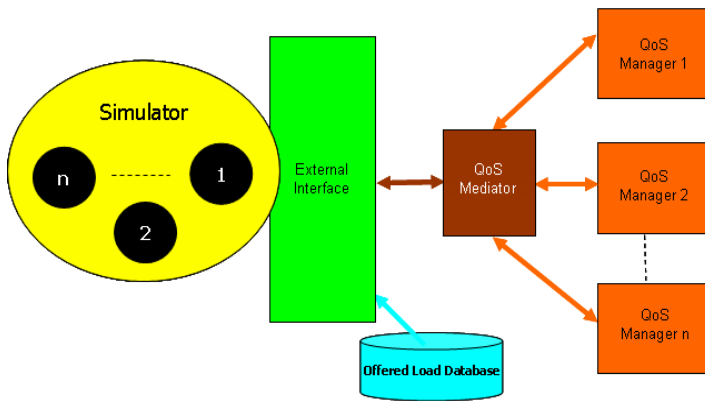 Simulator
n
1
2
External
Interface
QoS
Mediator
QoS
Manager 1
QoS
Manager 2
QoS
Manager n
Offered Load Database